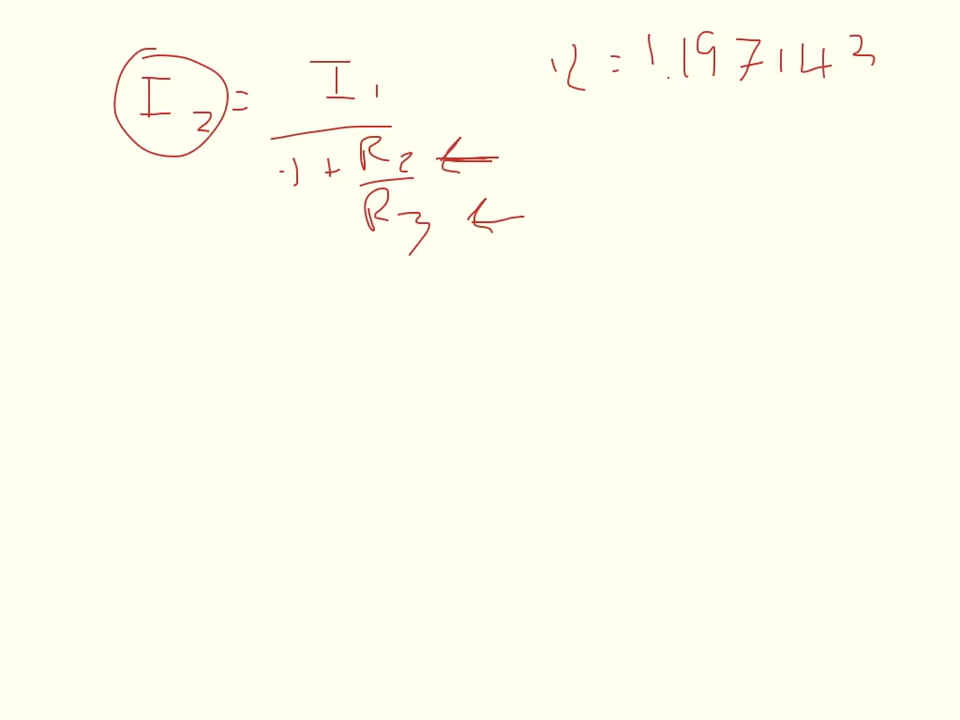 I₂ = I₁
1 + R₂ ←
R₃ ←
i2 = 1.197143